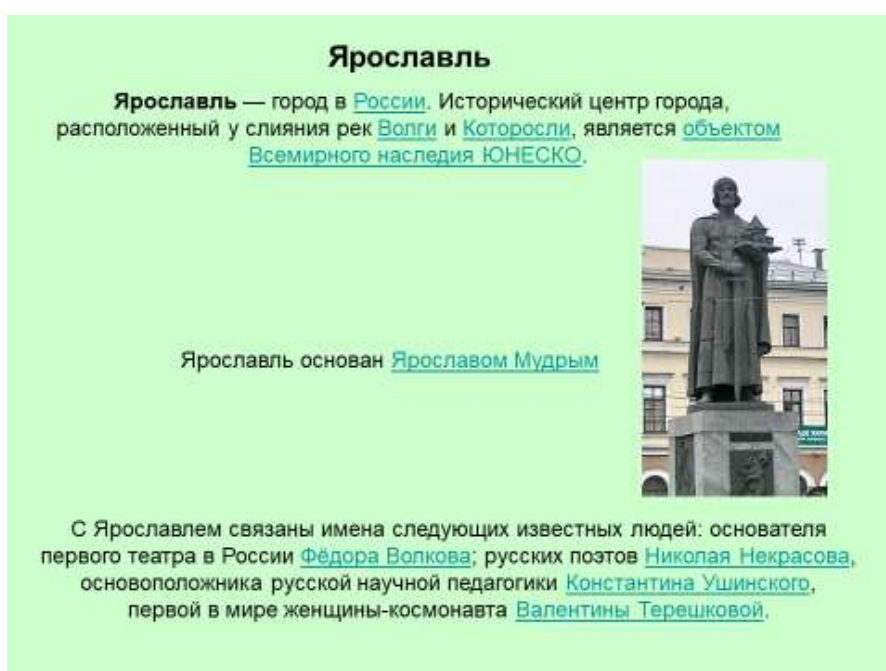 Ярославль
Ярославль — город в России. Исторический центр города,
расположенный у слияния рек Волги и Которосли, является объектом
Всемирного наследия ЮНЕСКО.
Ярославль основан Ярославом Мудрым
С Ярославлем связаны имена следующих известных людей: основателя
первого театра в России Фёдора Волкова; русских поэтов Николая Некрасова,
основоположника русской научной педагогики Константина Ушинского,
первой в мире женщины-космонавта Валентины Терешковой.